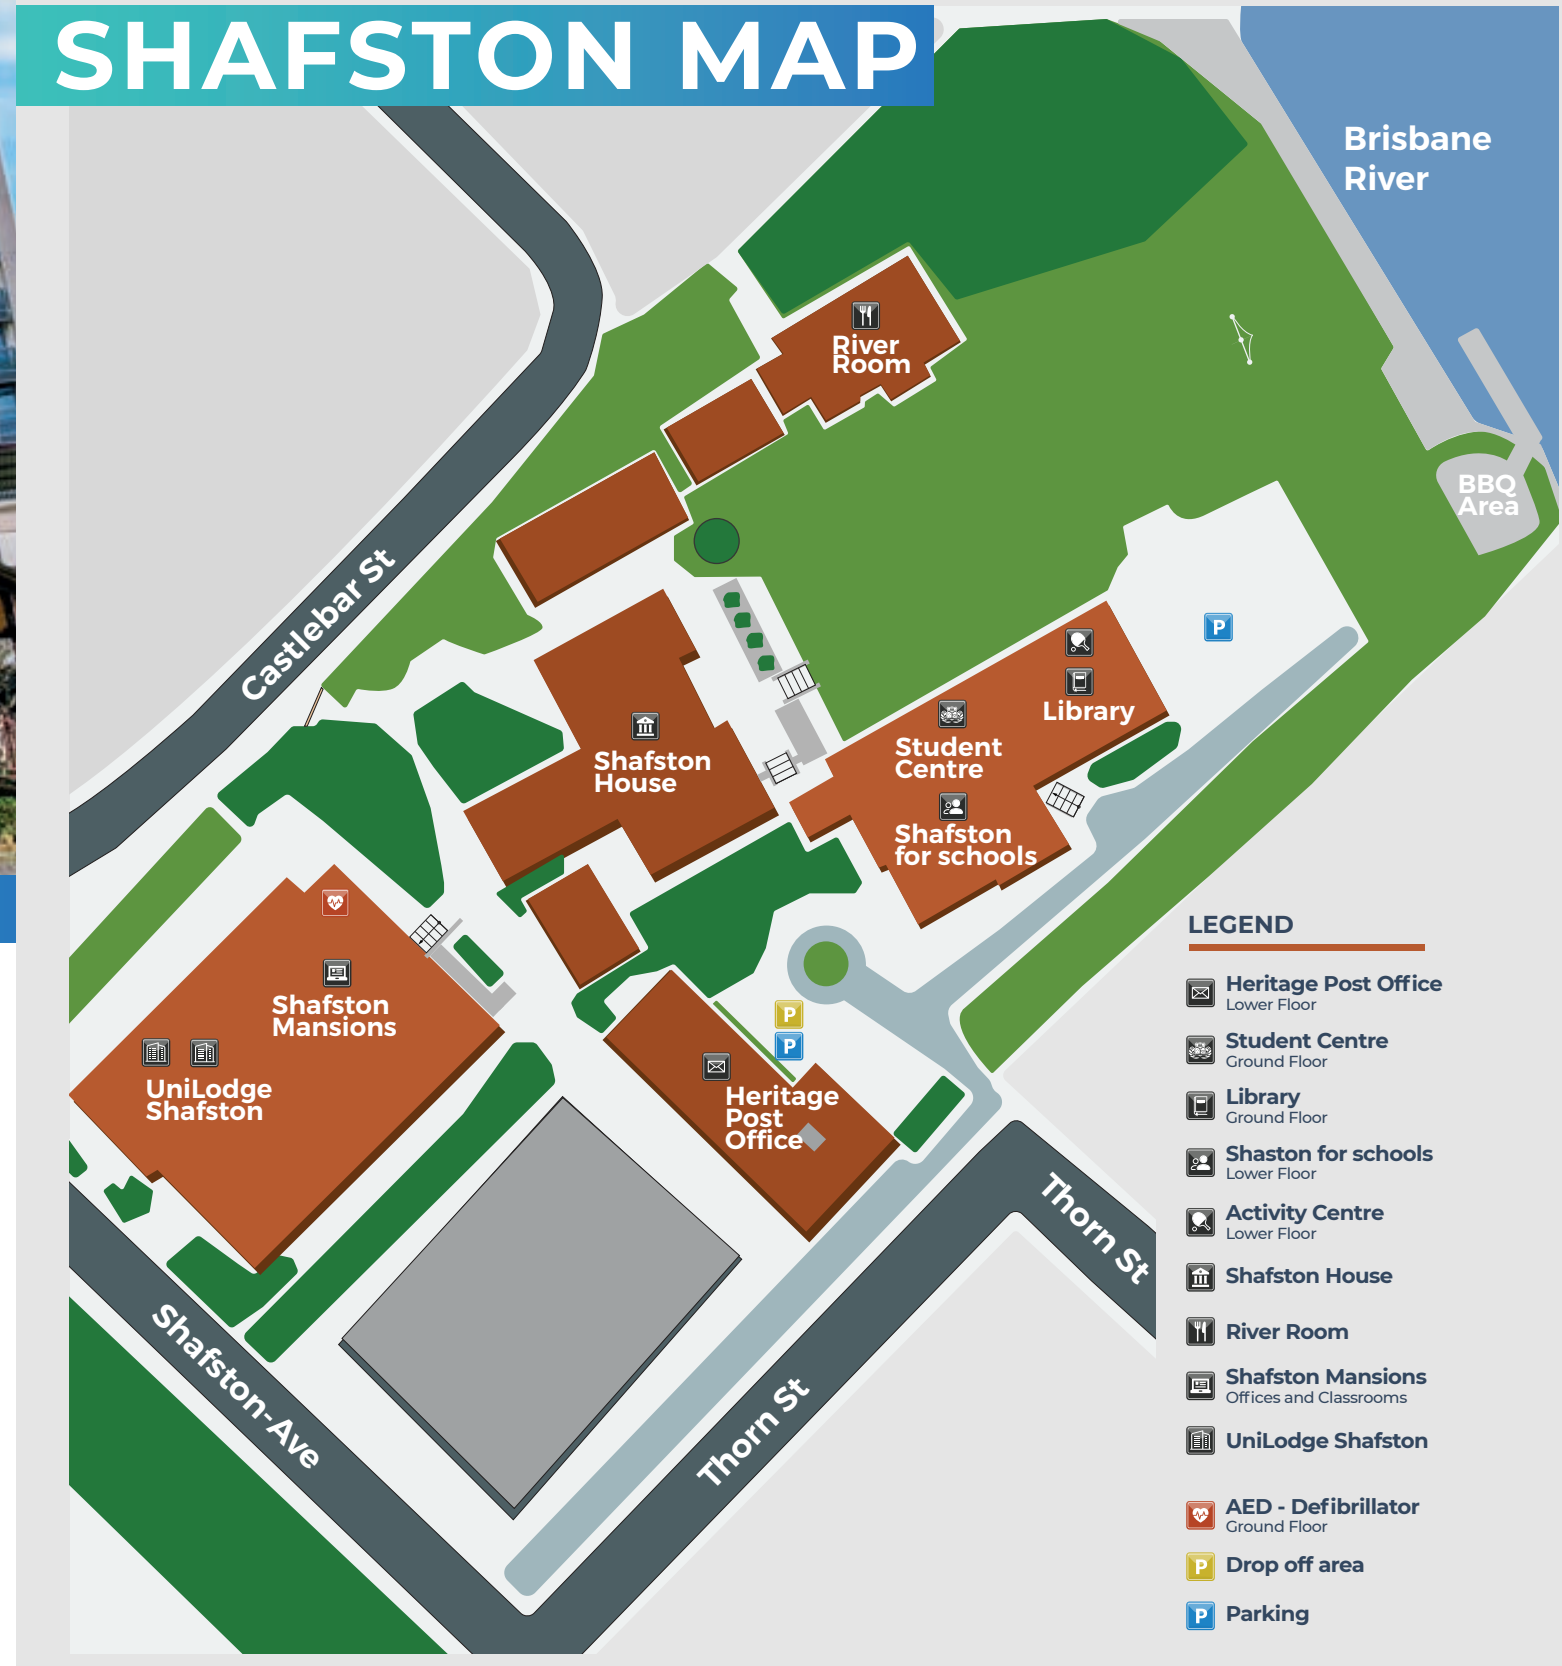 SHAFSTON MAP
Brisbane
River
River
Room
BBQ
Area
Castlebar St
P
Library
Student
Centre
Shafston
House
Shafston
for schools
Shafston
Mansions
P
P
UniLodge
Shafston
Heritage
Post
Office
Thorn St
Shafston-Ave
Thorn St
LEGEND
Heritage Post Office
Lower Floor
Student Centre
Ground Floor
Library
Ground Floor
Shaston for schools
Lower Floor
Activity Centre
Lower Floor
Shafston House
River Room
Shafston Mansions
Offices and Classrooms
UniLodge Shafston
AED - Defibrillator
Ground Floor
P Drop off area
P Parking